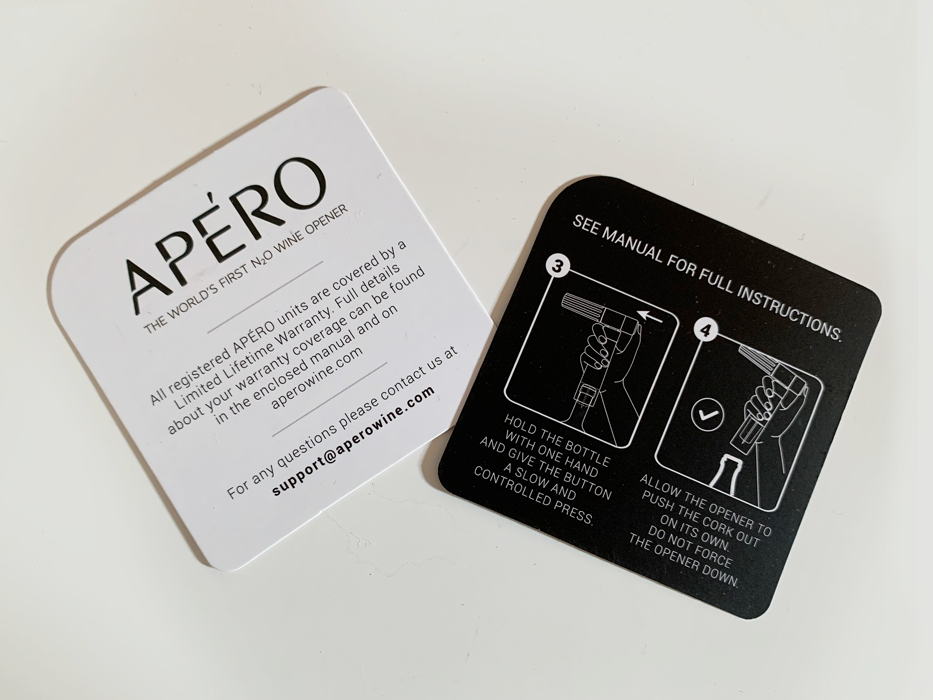 APÉRO
THE WORLD'S FIRST N₂O WINE OPENER
All registered APÉRO units are covered by a
Limited Lifetime Warranty. Full details
about your warranty coverage can be found
in the enclosed manual and on
aperowine.com
For any questions please contact us at
support@aperowine.com
SEE MANUAL FOR FULL INSTRUCTIONS.
3
HOLD THE BOTTLE
WITH ONE HAND
AND GIVE THE BUTTON
A SLOW AND
CONTROLLED PRESS.
4
ALLOW THE OPENER TO
PUSH THE CORK OUT
ON ITS OWN.
DO NOT FORCE
THE OPENER DOWN.